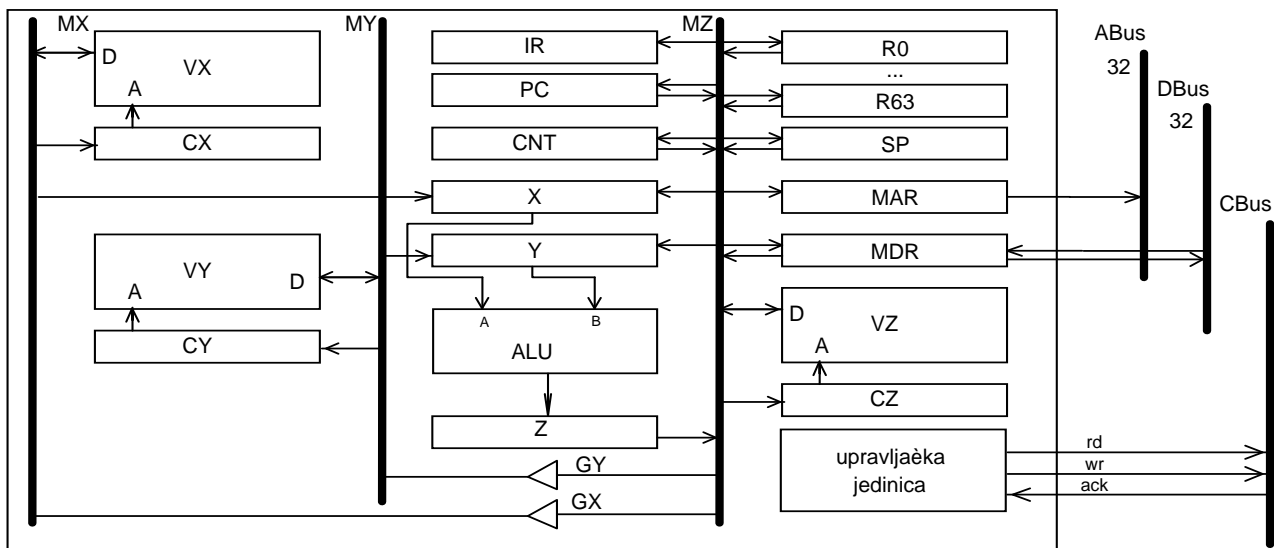 MX
MY
MZ
D
VX
A
CX
IR
PC
CNT
X
Y
R0
...
R63
SP
MAR
MDR
ABus
32
DBus
32
CBus
VY
D
A
CY
A
B
ALU
Z
D
VZ
A
CZ
GY
GX
upravljaèka
jedinica
rd
wr
ack